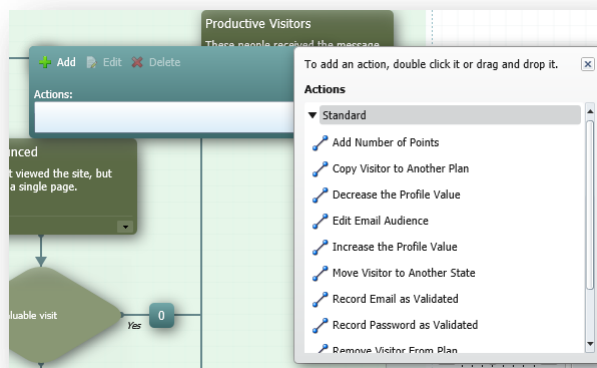 Productive Visitors
These people received the message
Add Edit Delete
Actions:
To add an action, double click it or drag and drop it.
Actions
Standard
Add Number of Points
Copy Visitor to Another Plan
Decrease the Profile Value
Edit Email Audience
Increase the Profile Value
Move Visitor to Another State
Record Email as Validated
Record Password as Validated
Remove Visitor From Plan
unced
t viewed the site, but
a single page.
luable visit
Yes
0